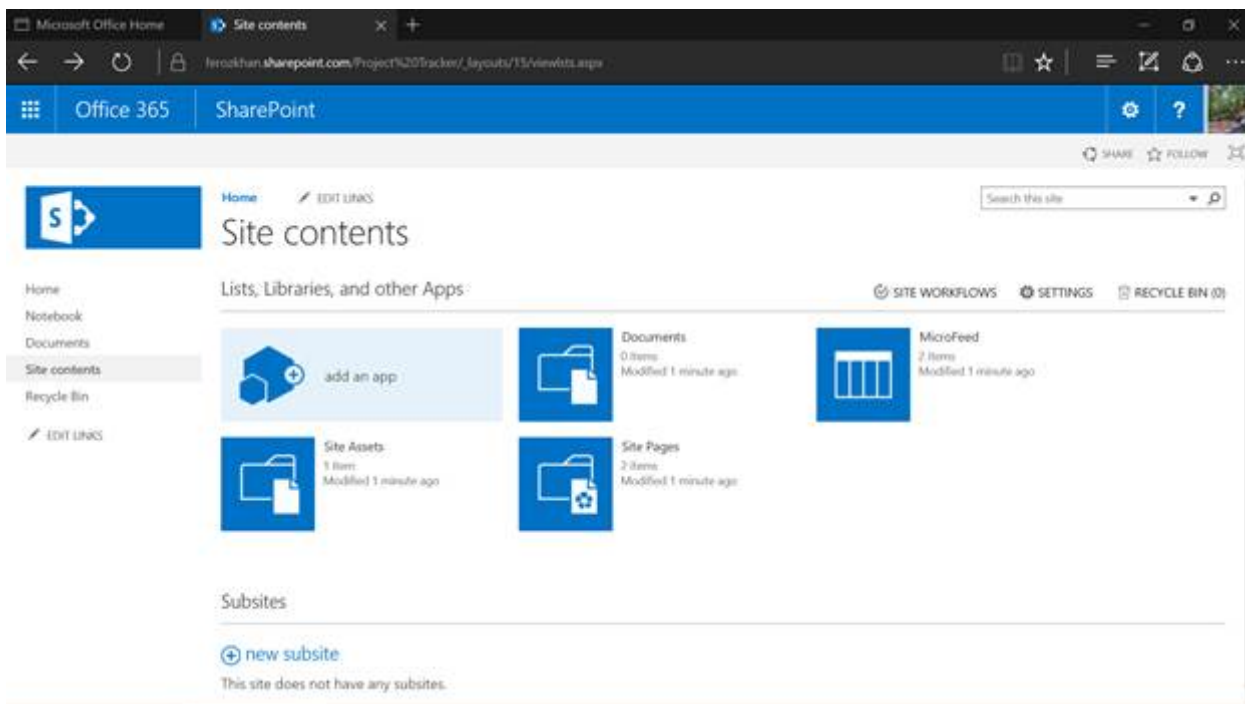 Microsoft Office Home
Site contents
sharepoint.com/Project%20Tracker/_layouts/15/viewlsts.aspx
Office 365
SharePoint
?
SHARE
FOLLOW
Home
EDIT LINKS
Search this site
S
Site contents
Home
Notebook
Documents
Site contents
Recycle Bin
EDIT LINKS
Lists, Libraries, and other Apps
SITE WORKFLOWS
SETTINGS
RECYCLE BIN (0)
add an app
Documents
0 items
Modified 1 minute ago
MicroFeed
2 items
Modified 1 minute ago
Site Assets
1 item
Modified 1 minute ago
Site Pages
2 items
Modified 1 minute ago
Subsites
new subsite
This site does not have any subsites.